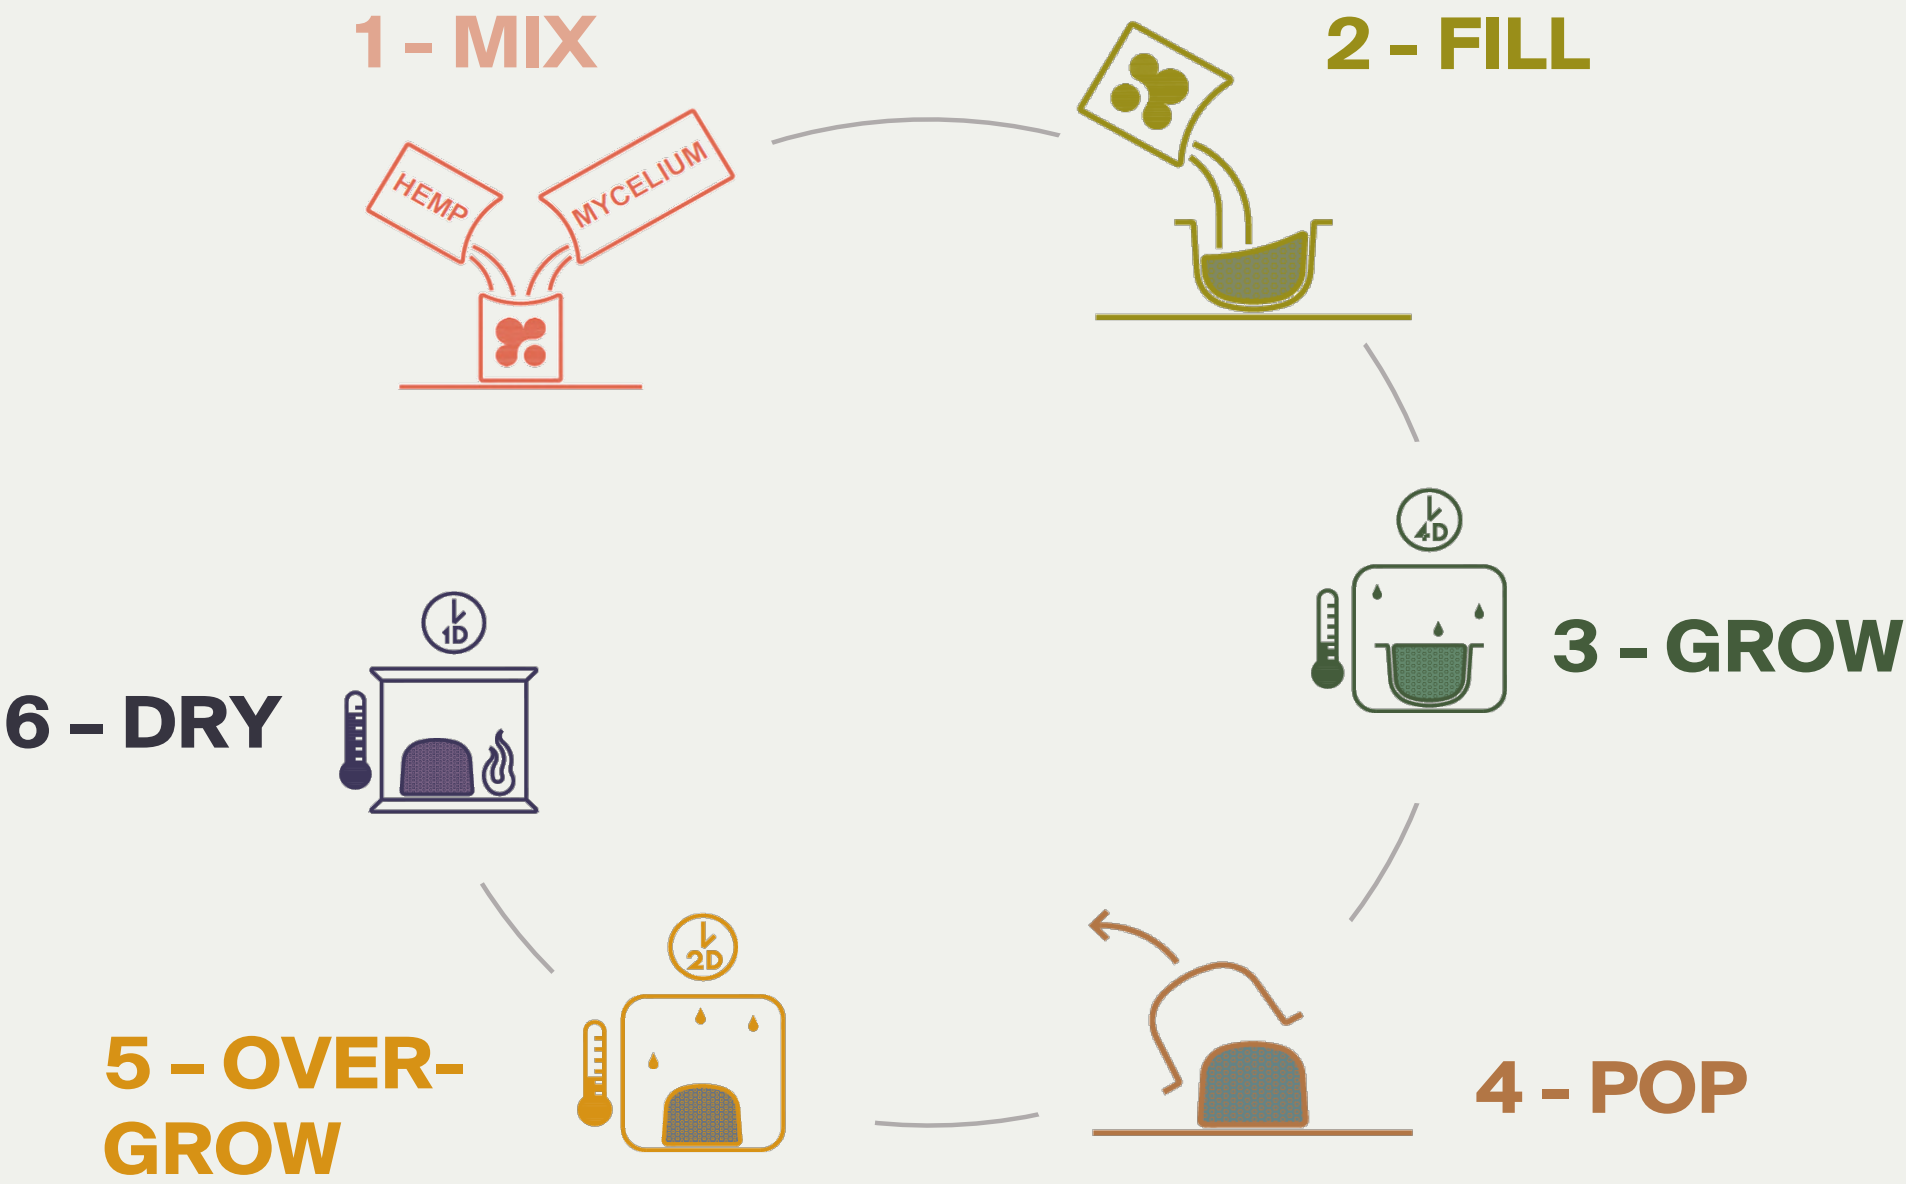 1 - MIX
HEMP
MYCELIUM
2 - FILL
4D
3 - GROW
4 - POP
2D
5 - OVER-
GROW
1D
6 - DRY